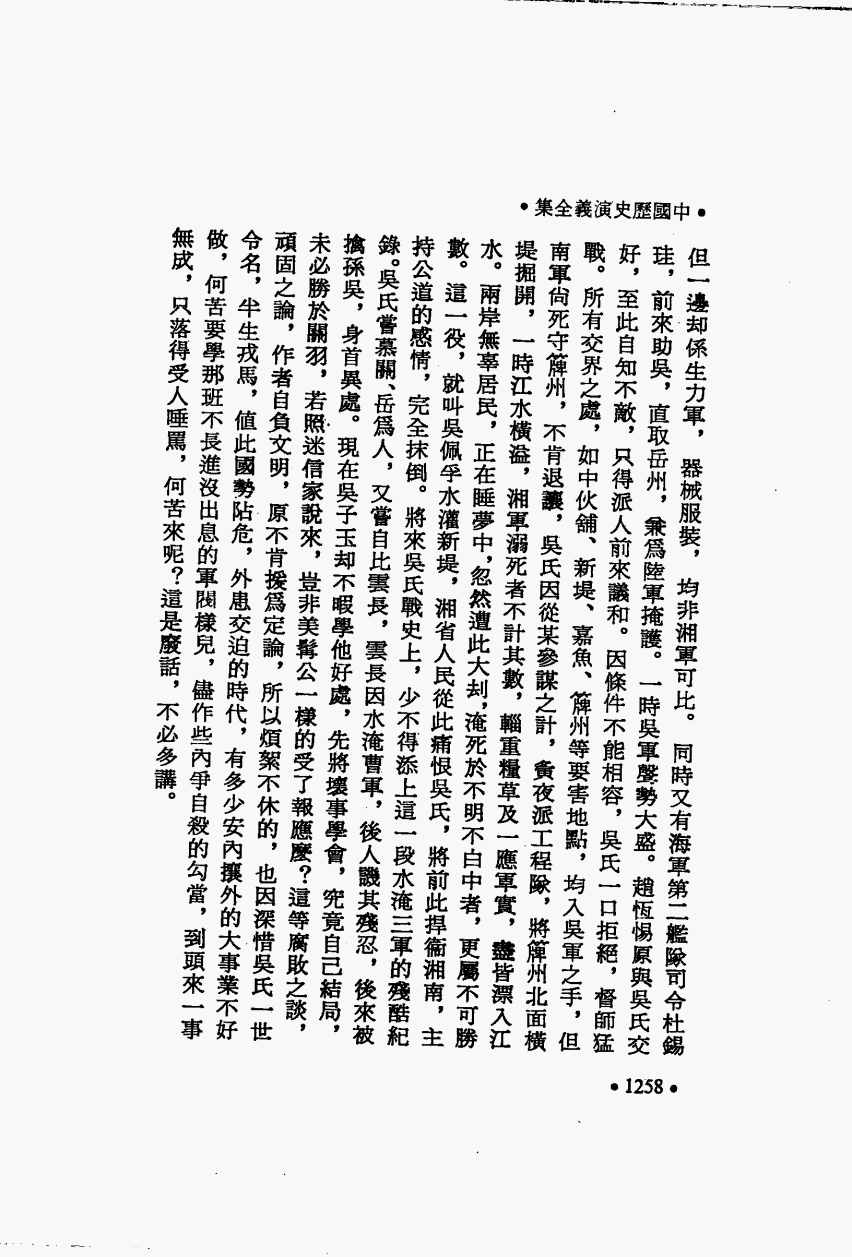 •中國歷史演義全集•
但一邊却係生力軍，器械服裝，均非湘軍可比。同時又有海軍第二艦隊司令杜錫
珪，前來助吳，直取岳州，兼爲陸軍掩護。一時吳軍聲勢大盛。趙恆惕原與吳氏交
好，至此自知不敵，只得派人前來議和。因條件不能相容，吳氏一口拒絕，督師猛
戰。所有交界之處，如中伙舖、新堤、嘉魚、簰州等要害地點，均入吳軍之手，但
南軍尙死守簰州，不肯退讓，吳氏因從某參謀之計，夤夜派工程隊，將簰州北面橫
堤掘開，一時江水橫溢，湘軍溺死者不計其數，輜重糧草及一應軍實，盡皆漂入江
水。兩岸無辜居民，正在睡夢中，忽然遭此大刦，淹死於不明不白中者，更屬不可勝
數。這一役，就叫吳佩孚水灌新堤，湘省人民從此痛恨吳氏，將前此捍衞湘南，主
持公道的感情，完全抹倒。將來吳氏戰史上，少不得添上這一段水淹三軍的殘酷紀
錄。吳氏嘗慕關、岳爲人，又嘗自比雲長，雲長因水淹曹軍，後人譏其殘忍，後來被
擒孫吳，身首異處。現在吳子玉却不暇學他好處，先將壞事學會，究竟自己結局，
未必勝於關羽，若照迷信家說來，豈非美髯公一樣的受了報應麼？這等腐敗之談，
頑固之論，作者自負文明，原不肯援爲定論，所以煩絮不休的，也因深惜吳氏一世
令名，半生戎馬，値此國勢阽危，外患交迫的時代，有多少安內攘外的大事業不好
做，何苦要學那班不長進沒出息的軍閥樣兒，儘作些內爭自殺的勾當，到頭來一事
無成，只落得受人唾罵，何苦來呢？這是廢話，不必多講。
•1258•